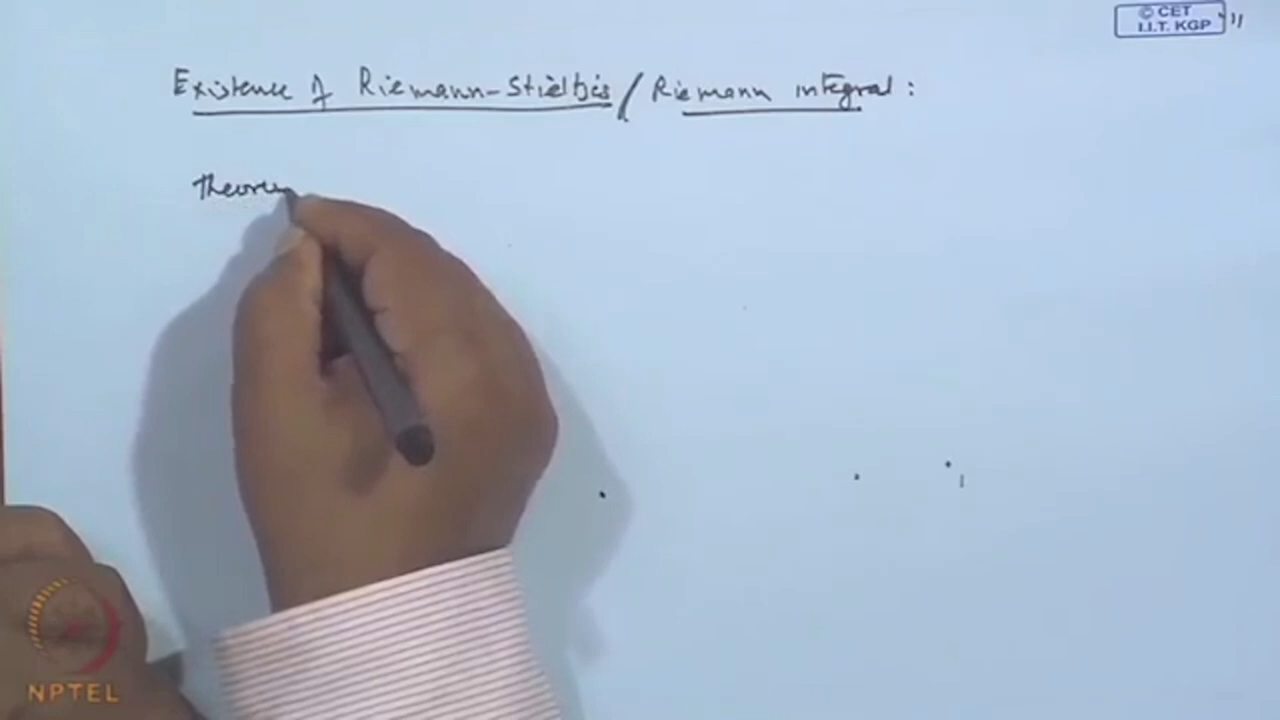 © CET
I.I.T. KGP
Existence of Riemann-Stieltjes / Riemann integral :
Theorem
NPTEL